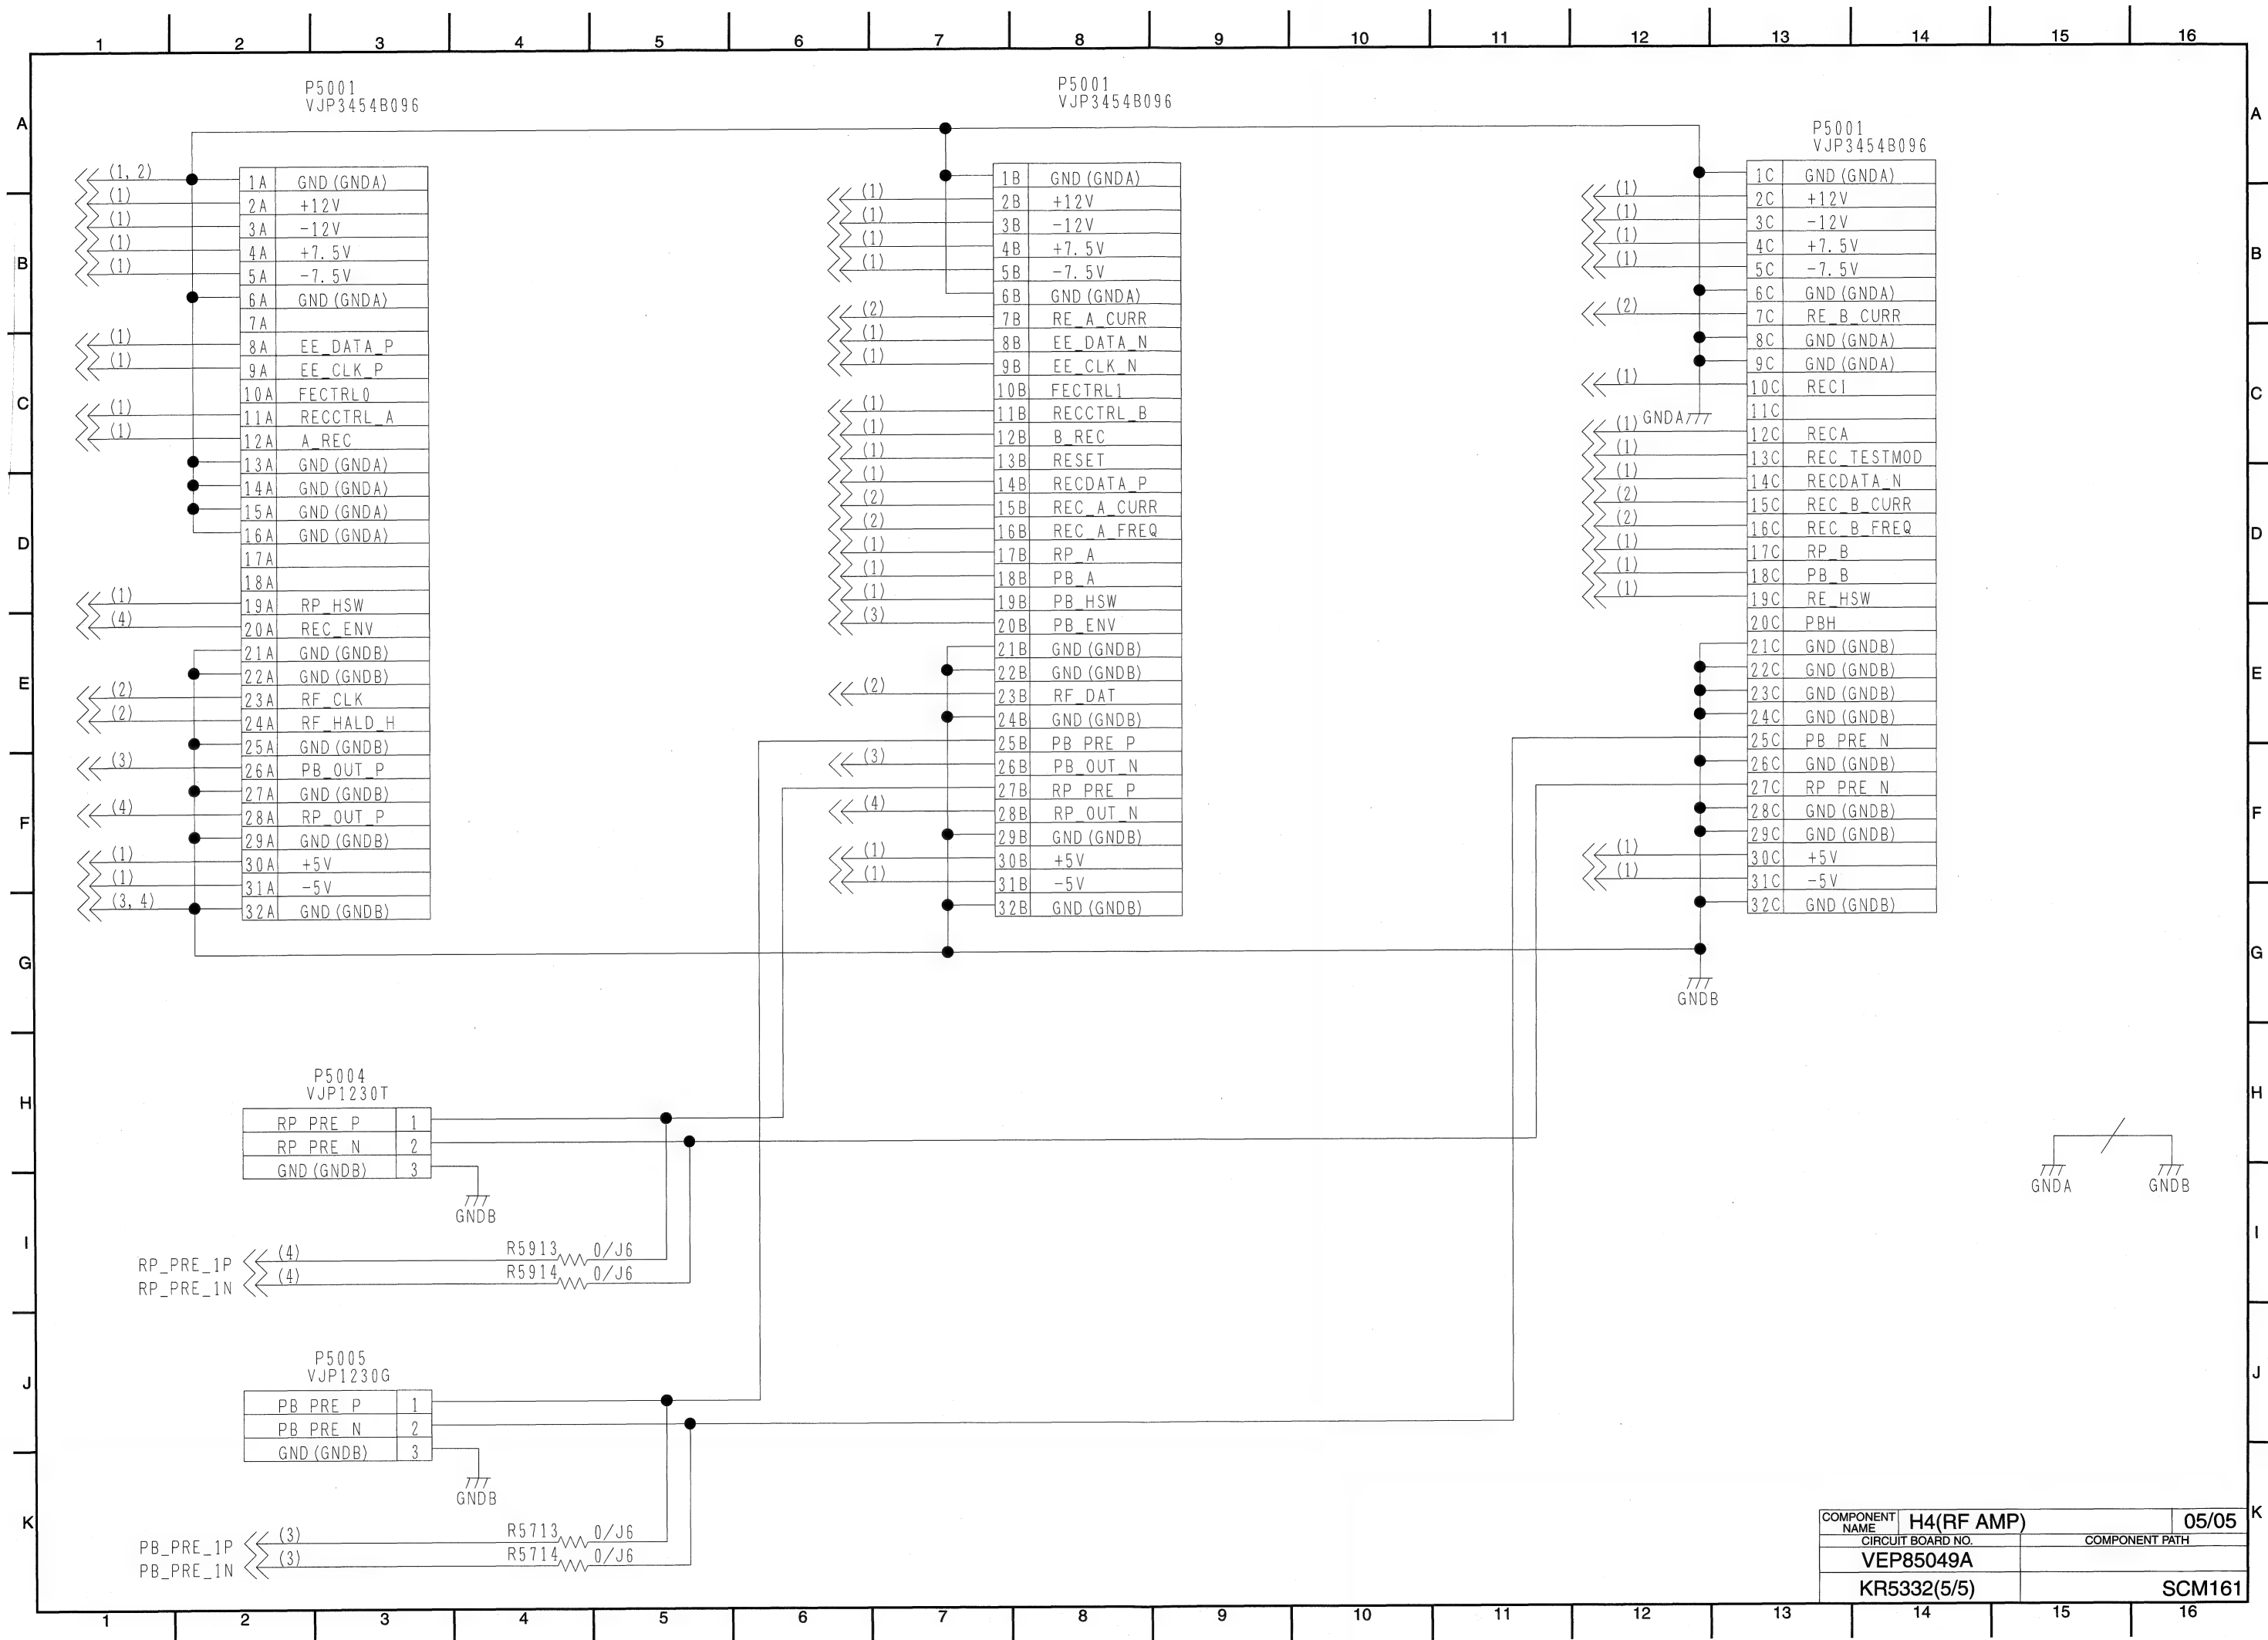 1 2 3 4 5 6 7 8 9 10 11 12 13 14 15 16
A
B
C
D
E
F
G
H
I
J
K
P5001
VJP3454B096
(1, 2) 1A GND (GNDA)
(1) 2A +12V
(1) 3A -12V
(1) 4A +7.5V
(1) 5A -7.5V
6A GND (GNDA)
7A
(1) 8A EE_DATA_P
(1) 9A EE_CLK_P
10A FECTRL0
(1) 11A RECCTRL_A
(1) 12A A_REC
13A GND (GNDA)
14A GND (GNDA)
15A GND (GNDA)
16A GND (GNDA)
17A
18A
(1) 19A RP_HSW
(4) 20A REC_ENV
21A GND (GNDB)
22A GND (GNDB)
(2) 23A RF_CLK
(2) 24A RF_HALD_H
25A GND (GNDB)
(3) 26A PB_OUT_P
27A GND (GNDB)
(4) 28A RP_OUT_P
29A GND (GNDB)
(1) 30A +5V
(1) 31A -5V
(3, 4) 32A GND (GNDB)
P5001
VJP3454B096
1B GND (GNDA)
(1) 2B +12V
(1) 3B -12V
(1) 4B +7.5V
(1) 5B -7.5V
6B GND (GNDA)
(2) 7B RE_A_CURR
(1) 8B EE_DATA_N
(1) 9B EE_CLK_N
10B FECTRL1
(1) 11B RECCTRL_B
(1) 12B B_REC
(1) 13B RESET
(1) 14B RECDATA_P
(2) 15B REC_A_CURR
(2) 16B REC_A_FREQ
(1) 17B RP_A
(1) 18B PB_A
(1) 19B PB_HSW
(3) 20B PB_ENV
21B GND (GNDB)
22B GND (GNDB)
(2) 23B RF_DAT
24B GND (GNDB)
25B PB PRE P
(3) 26B PB_OUT_N
27B RP PRE P
(4) 28B RP_OUT_N
29B GND (GNDB)
(1) 30B +5V
(1) 31B -5V
32B GND (GNDB)
P5001
VJP3454B096
1C GND (GNDA)
(1) 2C +12V
(1) 3C -12V
(1) 4C +7.5V
(1) 5C -7.5V
6C GND (GNDA)
(2) 7C RE_B_CURR
8C GND (GNDA)
9C GND (GNDA)
(1) 10C RECI
GNDA 11C
(1) 12C RECA
(1) 13C REC_TESTMOD
(1) 14C RECDATA_N
(2) 15C REC_B_CURR
(2) 16C REC_B_FREQ
(1) 17C RP_B
(1) 18C PB_B
(1) 19C RE_HSW
20C PBH
21C GND (GNDB)
22C GND (GNDB)
23C GND (GNDB)
24C GND (GNDB)
25C PB PRE N
26C GND (GNDB)
27C RP PRE N
28C GND (GNDB)
29C GND (GNDB)
(1) 30C +5V
(1) 31C -5V
32C GND (GNDB)
GNDB
P5004
VJP1230T
RP PRE P 1
RP PRE N 2
GND (GNDB) 3
GNDB
RP_PRE_1P (4) R5913 0/J6
RP_PRE_1N (4) R5914 0/J6
GNDA GNDB
P5005
VJP1230G
PB PRE P 1
PB PRE N 2
GND (GNDB) 3
GNDB
PB_PRE_1P (3) R5713 0/J6
PB_PRE_1N (3) R5714 0/J6
COMPONENT NAME H4(RF AMP) 05/05
CIRCUIT BOARD NO. COMPONENT PATH
VEP85049A
KR5332(5/5) SCM161
A
B
C
D
E
F
G
H
I
J
K
1 2 3 4 5 6 7 8 9 10 11 12 13 14 15 16